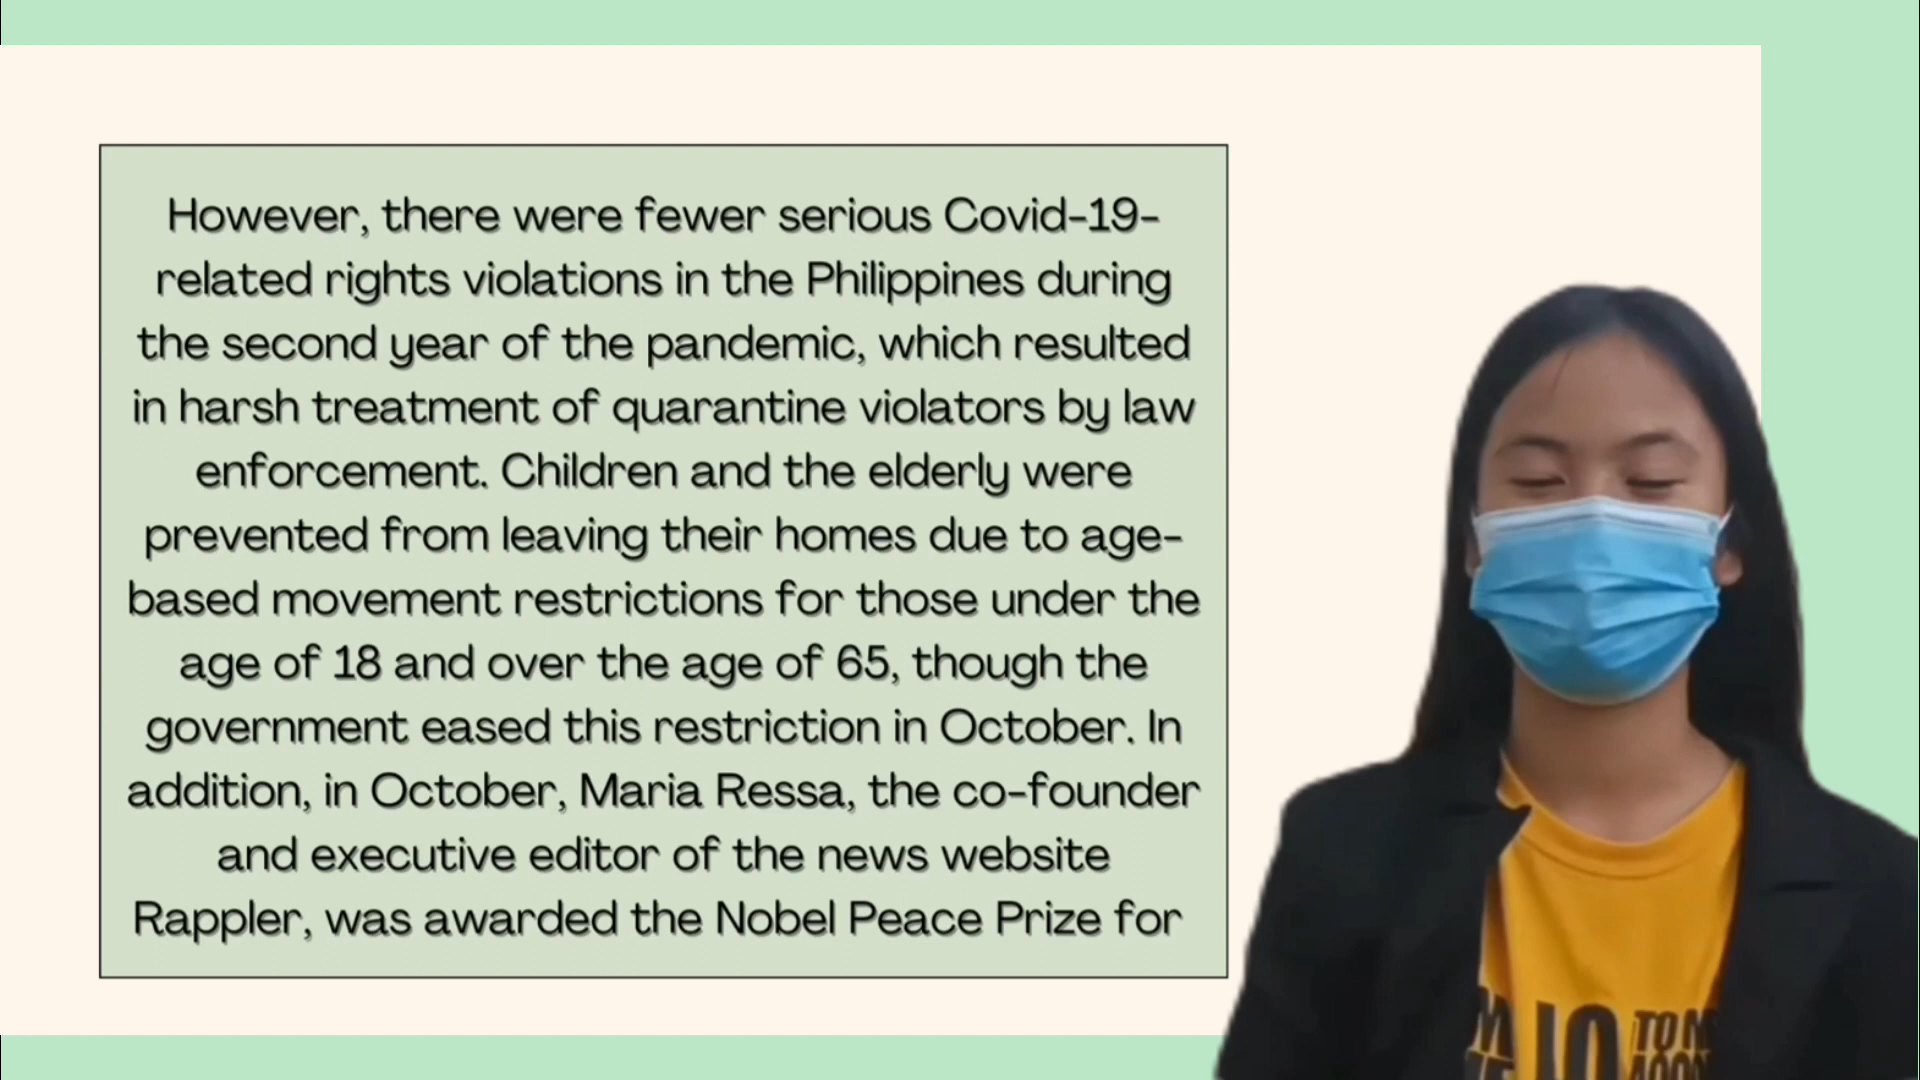 However, there were fewer serious Covid-19-
related rights violations in the Philippines during
the second year of the pandemic, which resulted
in harsh treatment of quarantine violators by law
enforcement. Children and the elderly were
prevented from leaving their homes due to age-
based movement restrictions for those under the
age of 18 and over the age of 65, though the
government eased this restriction in October. In
addition, in October, Maria Ressa, the co-founder
and executive editor of the news website
Rappler, was awarded the Nobel Peace Prize for